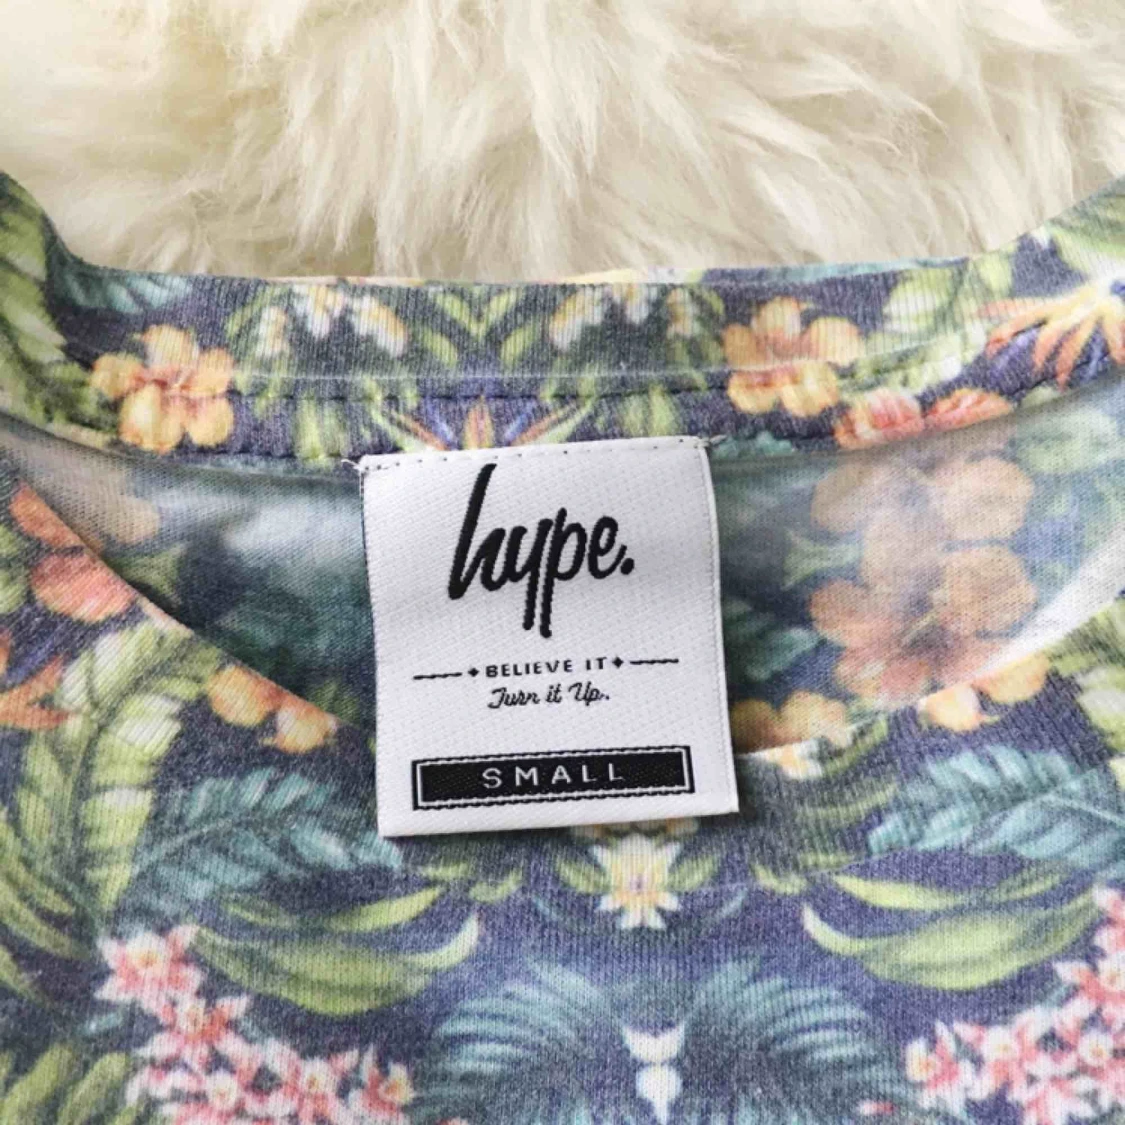 hype.
BELIEVE IT
Turn it Up.
SMALL